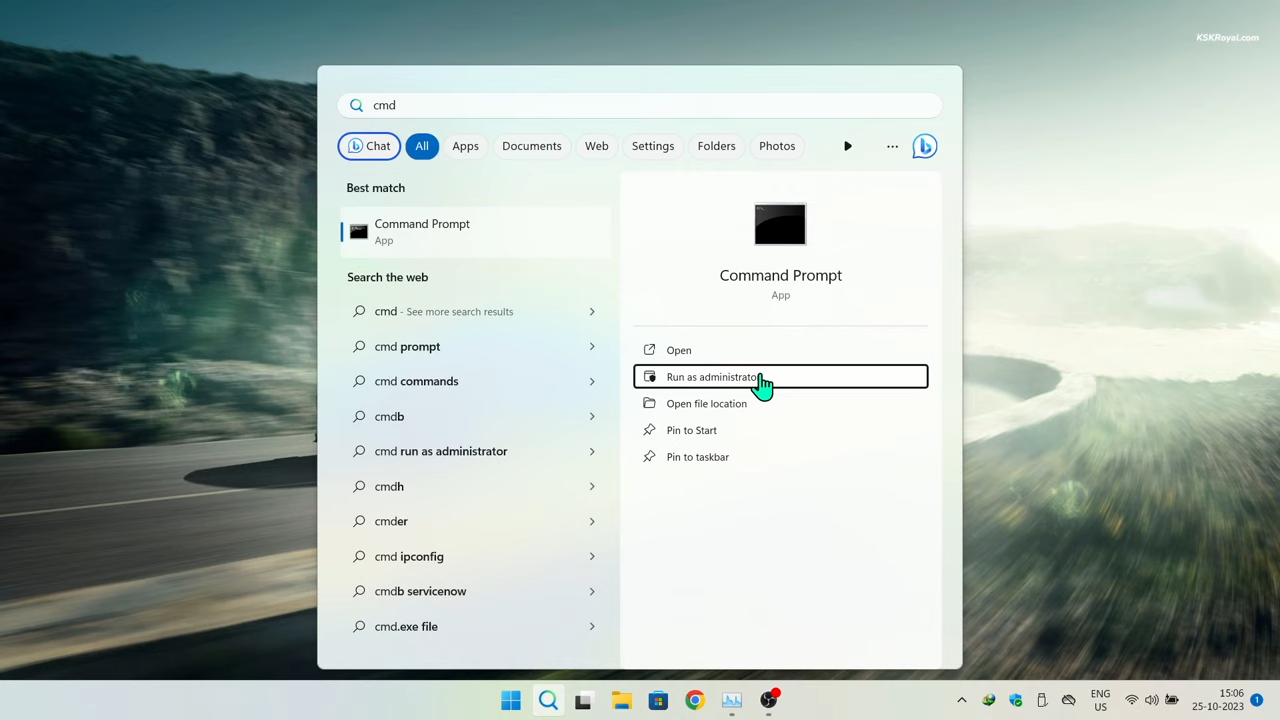 KSKRoyal.com
cmd
Chat
All
Apps
Documents
Web
Settings
Folders
Photos
Best match
Command Prompt
App
Search the web
cmd - See more search results
cmd prompt
cmd commands
cmdb
cmd run as administrator
cmdh
cmder
cmd ipconfig
cmdb servicenow
cmd.exe file
Command Prompt
App
Open
Run as administrator
Open file location
Pin to Start
Pin to taskbar
ENG
US
15:06
25-10-2023
1